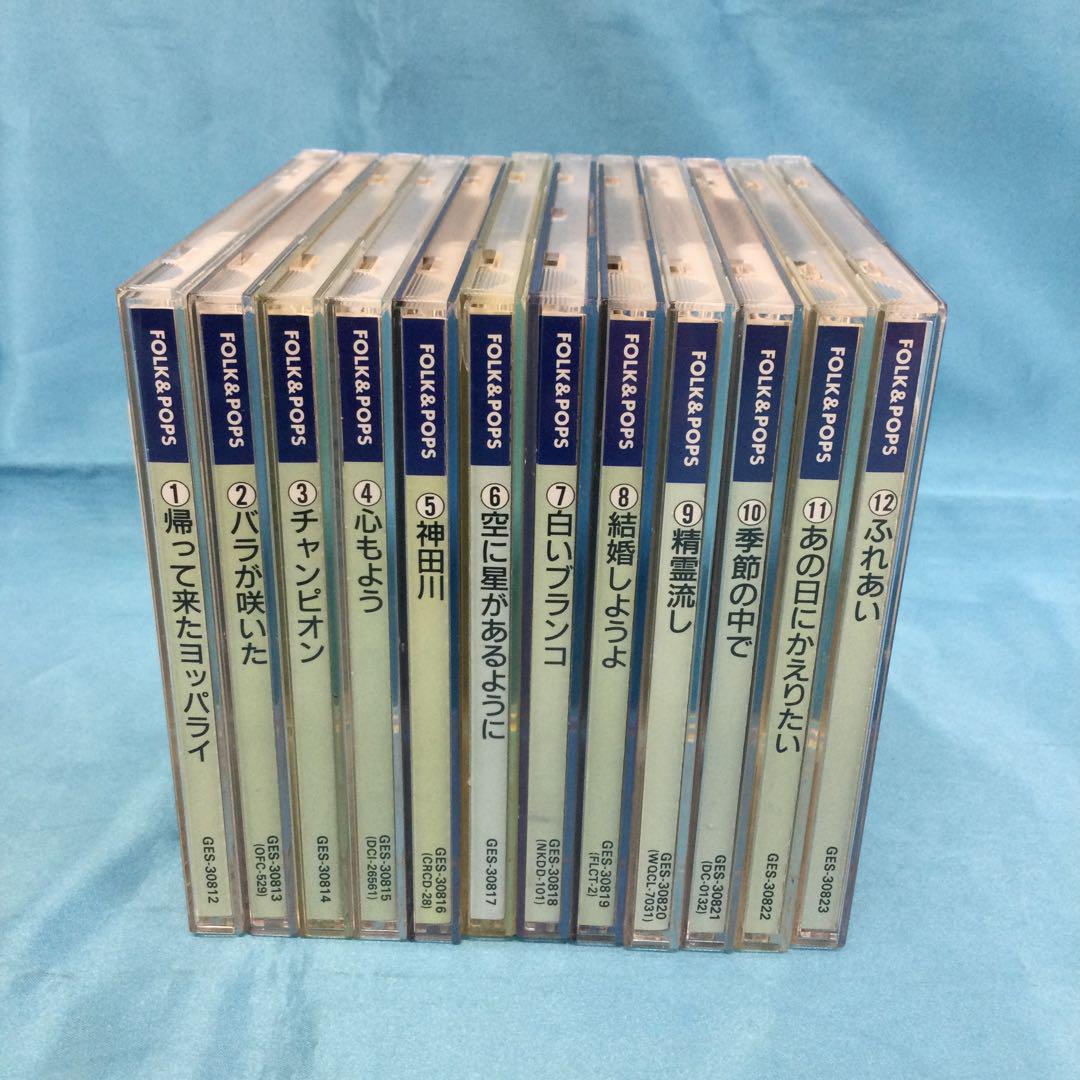 FOLK&POPS
①帰って来たヨッパライ
GES-30812
FOLK&POPS
②バラが咲いた
GES-30813
(OFC-529)
FOLK&POPS
③チャンピオン
GES-30814
FOLK&POPS
④心もよう
GES-30815
(DCI-26561)
FOLK&POPS
⑤神田川
GES-30816
(CRCD-28)
FOLK&POPS
⑥空に星があるように
GES-30817
FOLK&POPS
⑦白いブランコ
GES-30818
(NKDD-101)
FOLK&POPS
⑧結婚しようよ
GES-30819
(FLCT-2)
FOLK&POPS
⑨精霊流し
GES-30820
(WQCL-7031)
FOLK&POPS
⑩季節の中で
GES-30821
(DC-0132)
FOLK&POPS
⑪あの日にかえりたい
GES-30822
FOLK&POPS
⑫ふれあい
GES-30823